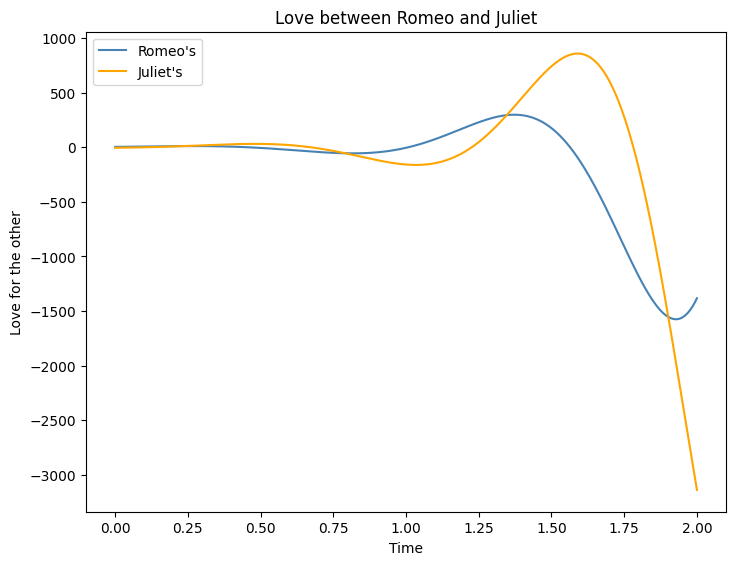 Love between Romeo and Juliet
Romeo's
Juliet's
1000
500
0
−500
−1000
−1500
−2000
−2500
−3000
Love for the other
0.00 0.25 0.50 0.75 1.00 1.25 1.50 1.75 2.00
Time